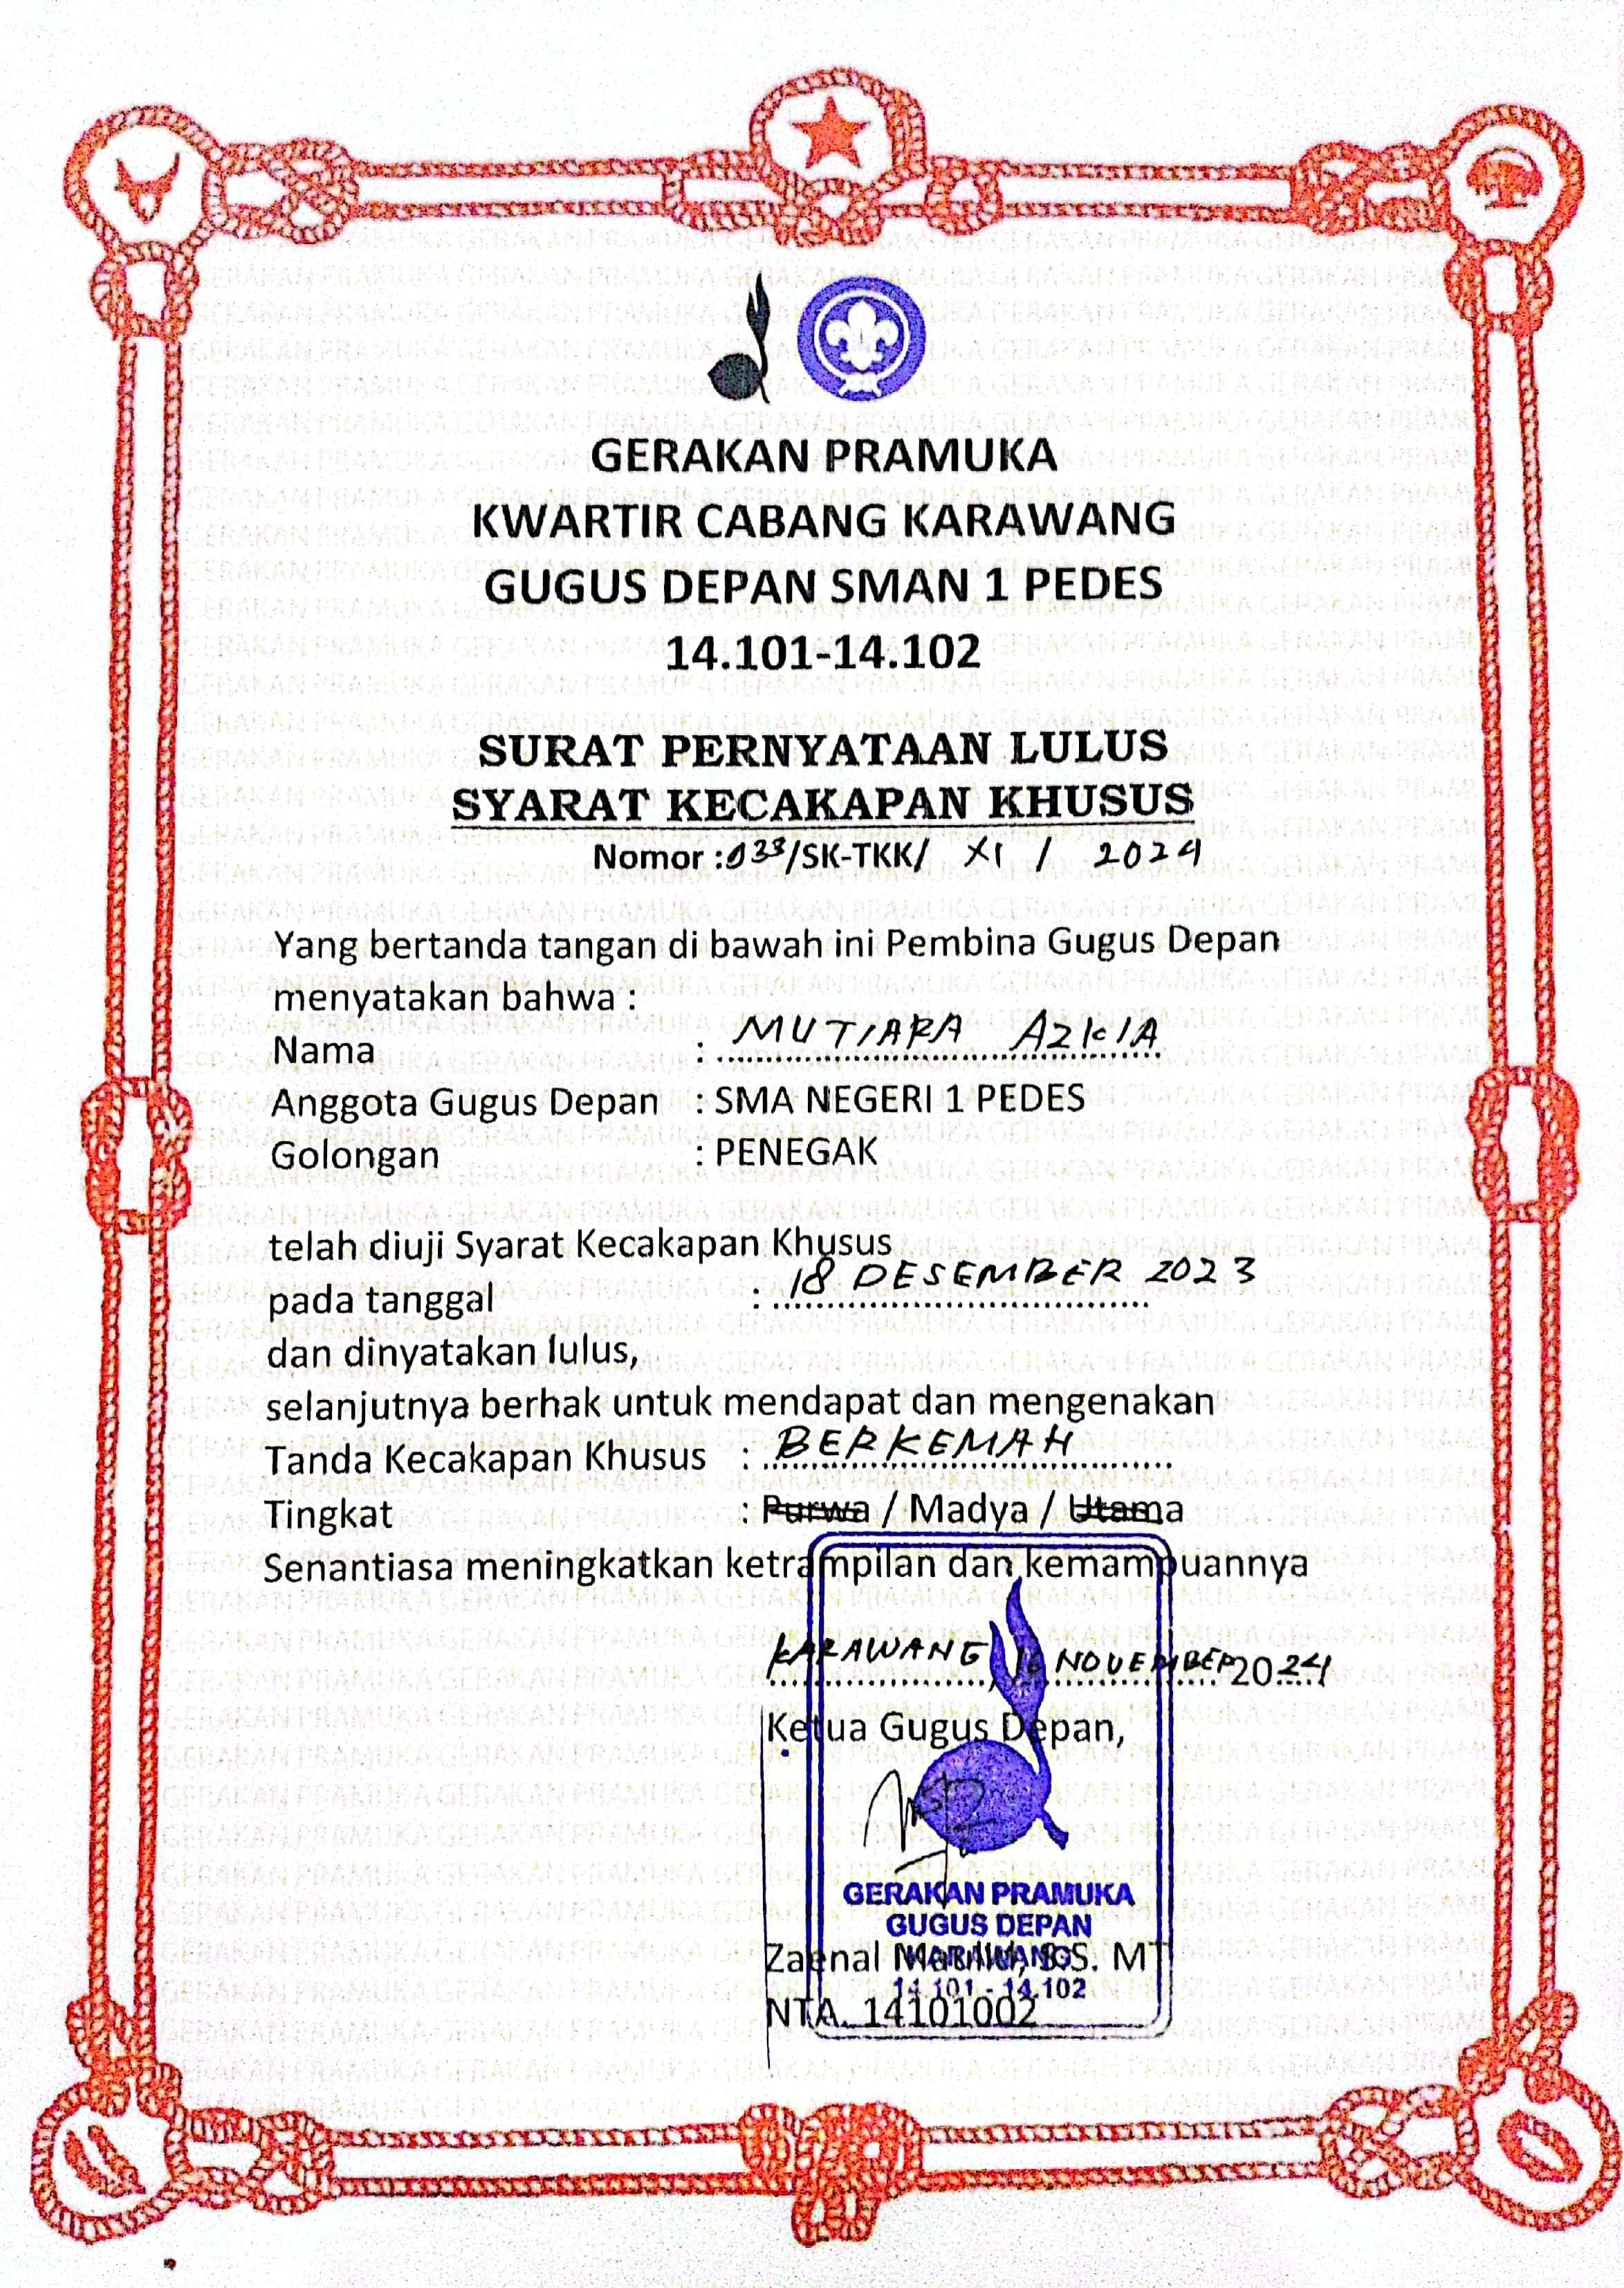 GERAKAN PRAMUKA
KWARTIR CABANG KARAWANG
GUGUS DEPAN SMAN 1 PEDES
14.101-14.102
SURAT PERNYATAAN LULUS
SYARAT KECAKAPAN KHUSUS
Nomor :033/SK-TKK/ XI / 2024
Yang bertanda tangan di bawah ini Pembina Gugus Depan
menyatakan bahwa :
Nama : MUTIARA AZKIA
Anggota Gugus Depan : SMA NEGERI 1 PEDES
Golongan : PENEGAK
telah diuji Syarat Kecakapan Khusus
pada tanggal : 18 DESEMBER 2023
dan dinyatakan lulus,
selanjutnya berhak untuk mendapat dan mengenakan
Tanda Kecakapan Khusus : BERKEMAH
Tingkat : Purwa / Madya / Utama
Senantiasa meningkatkan ketrampilan dan kemampuannya
KARAWANG, NOVEMBER 2024
Ketua Gugus Depan,
GERAKAN PRAMUKA
GUGUS DEPAN
KARAWANG
14.101 - 14.102
Zaenal S.S. MT
NTA. 14101002